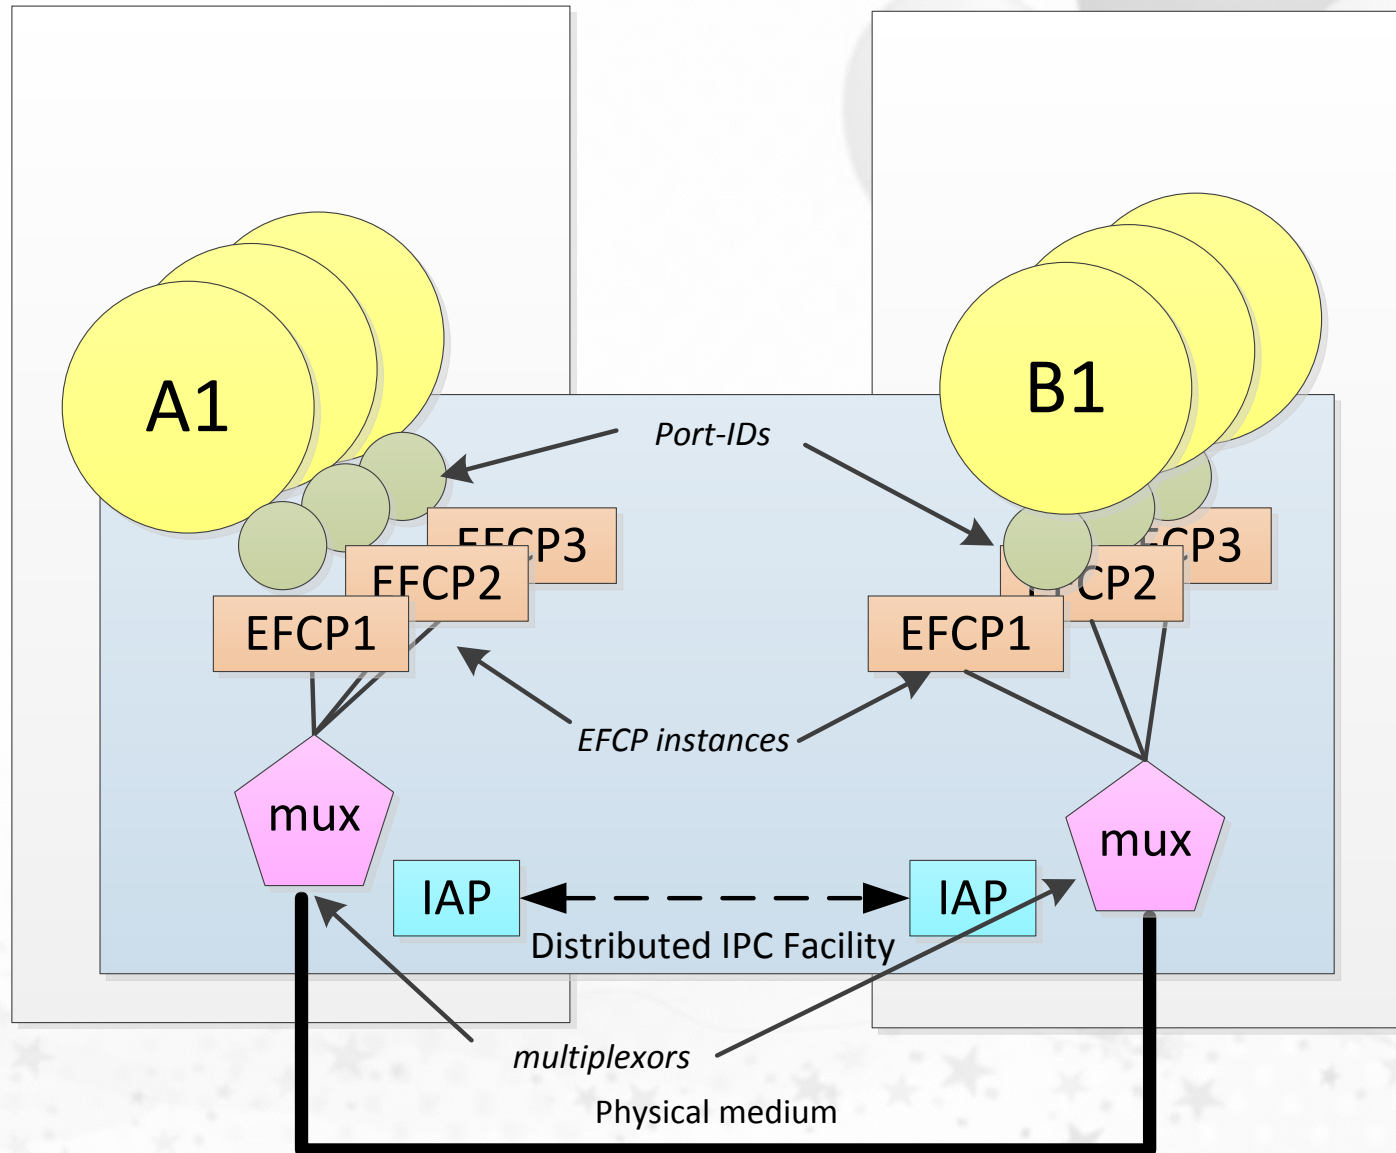 A1
B1
Port-IDs
EFCP3
EFCP2
EFCP1
CP3
CP2
EFCP1
EFCP instances
mux
mux
IAP
IAP
Distributed IPC Facility
multiplexors
Physical medium